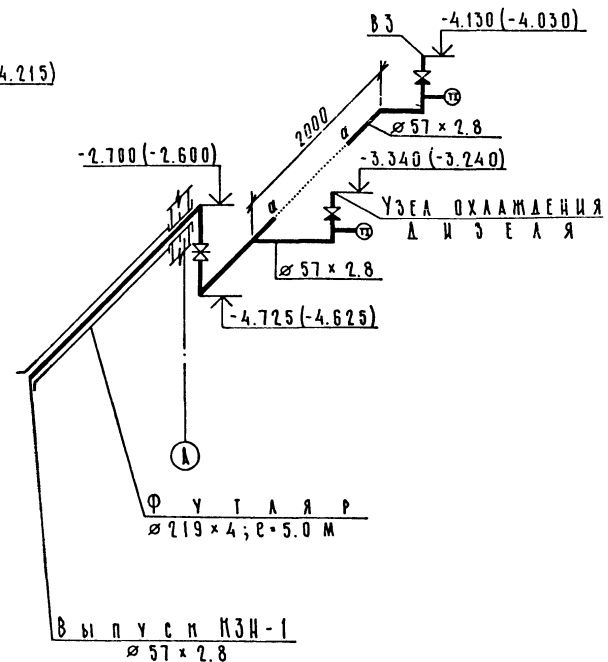 В3
-4.130 (-4.030)
4.215)
ТI
2000
а
⌀ 57 × 2.8
-2.700 (-2.600)
-3.340 (-3.240)
а
УЗЕЛ ОХЛАЖДЕНИЯ
ДИЗЕЛЯ
ТI
⌀ 57 × 2.8
-4.725 (-4.625)
А
ФУТЛЯР
⌀ 219 × 4; ℓ=5.0 м
Выпуск К3Н-1
⌀ 57 × 2.8